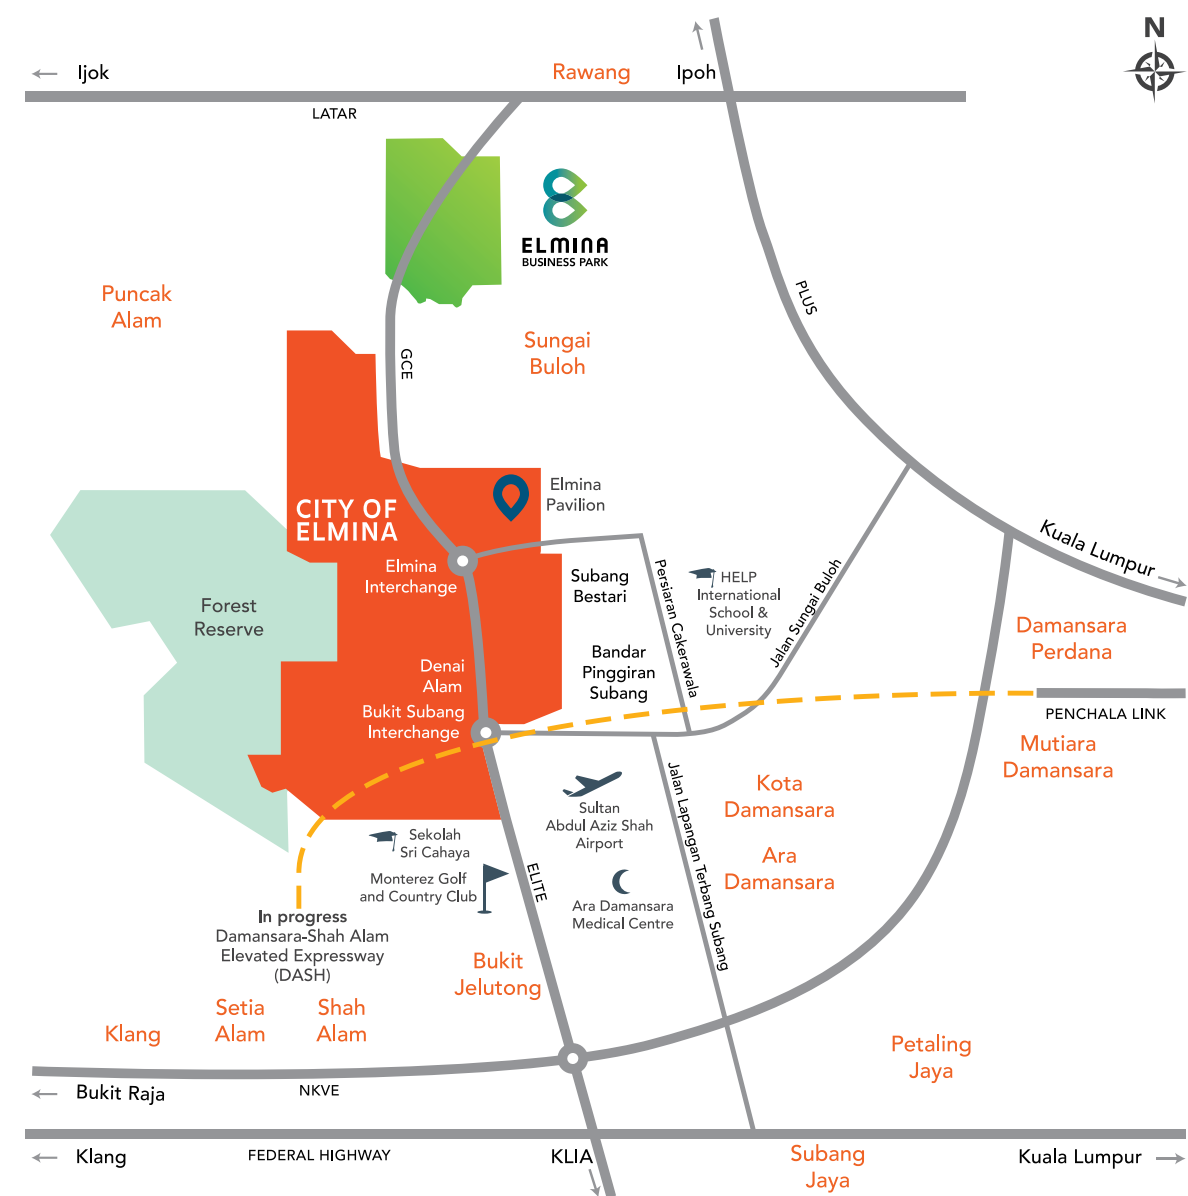 N
Ijok
Rawang
Ipoh
LATAR
ELMINA
BUSINESS PARK
Puncak
Alam
PLUS
Sungai
Buloh
GCE
Elmina
Pavilion
CITY OF
ELMINA
Kuala Lumpur
Elmina
Interchange
Subang
Bestari
Persiaran Cakerawala
HELP
International
School &
University
Jalan Sungai Buloh
Forest
Reserve
Damansara
Perdana
Bandar
Pinggiran
Subang
Denai
Alam
Bukit Subang
Interchange
PENCHALA LINK
Mutiara
Damansara
Jalan Lapangan Terbang Subang
Kota
Damansara
Sultan
Abdul Aziz Shah
Airport
Sekolah
Sri Cahaya
Ara
Damansara
Monterez Golf
and Country Club
ELITE
Ara Damansara
Medical Centre
In progress
Damansara-Shah Alam
Elevated Expressway
(DASH)
Bukit
Jelutong
Setia
Alam
Shah
Alam
Klang
Petaling
Jaya
Bukit Raja
NKVE
Klang
FEDERAL HIGHWAY
KLIA
Subang
Jaya
Kuala Lumpur